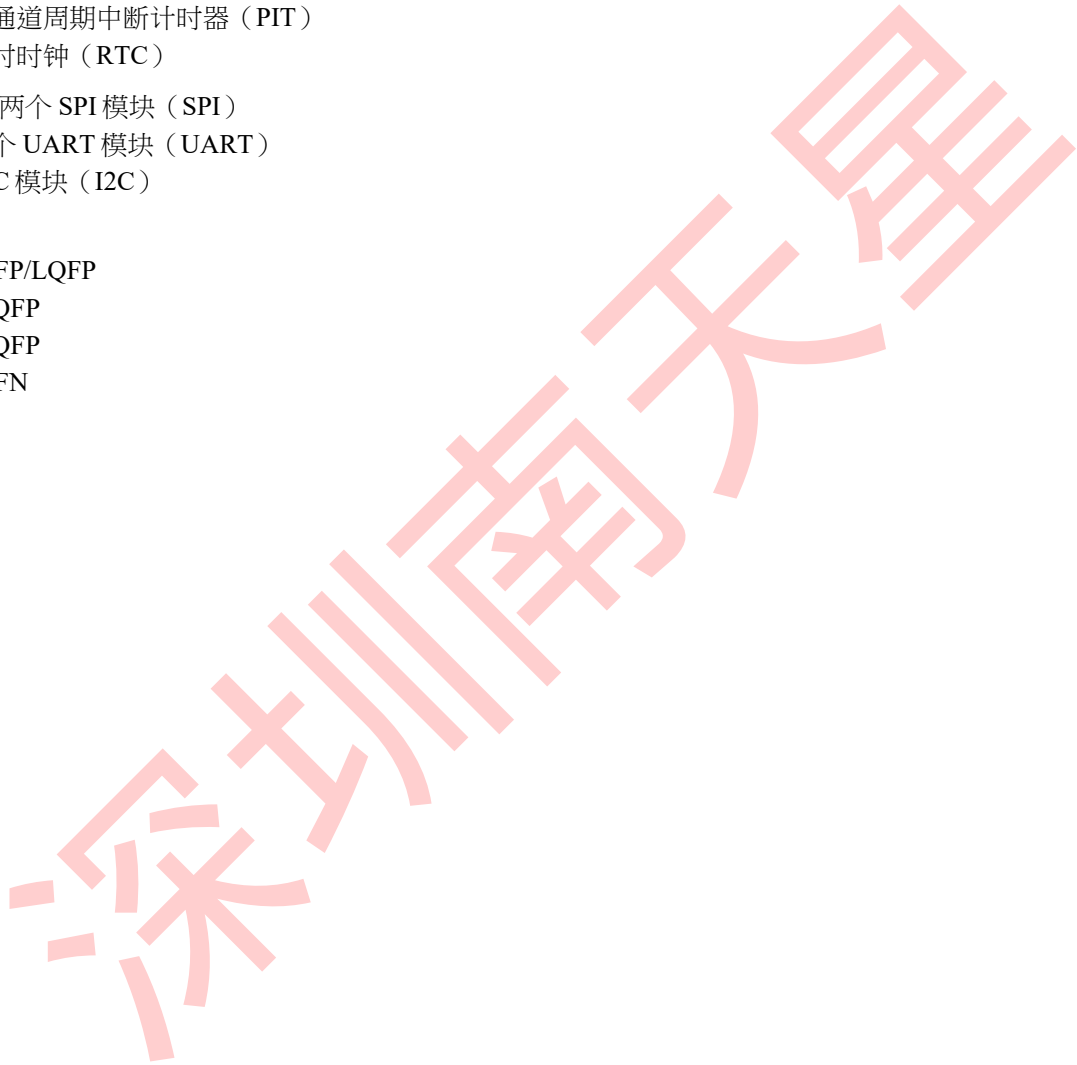 通道周期中断计时器（PIT）
时时钟（RTC）
两个 SPI 模块（SPI）
个 UART 模块（UART）
C 模块（I2C）
FP/LQFP
QFP
QFP
FN
深圳南天星